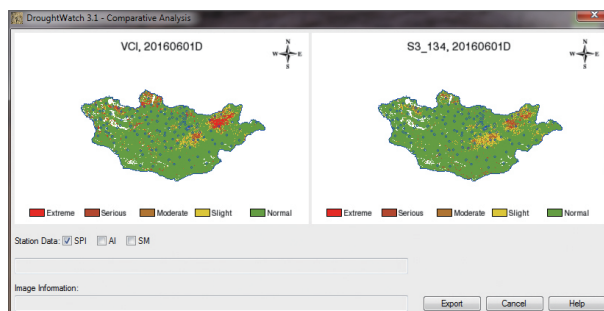 DroughtWatch 3.1 - Comparative Analysis
VCI, 20160601D
N
W E
S
S3_134, 20160601D
N
W E
S
Extreme Serious Moderate Slight Normal
Extreme Serious Moderate Slight Normal
Station Data: SPI AI SM
Image Information:
Export Cancel Help